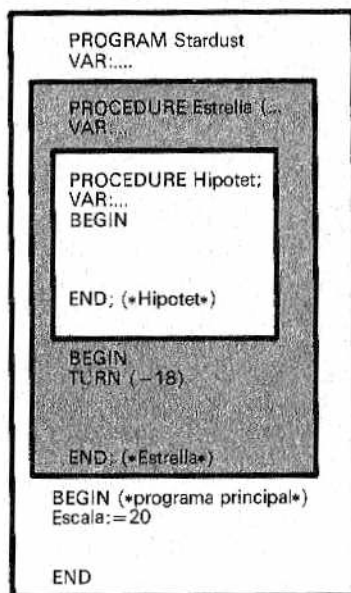 PROGRAM Stardust
VAR:....
PROCEDURE Estrella (...
VAR:...
PROCEDURE Hipotet;
VAR:...
BEGIN
END; (*Hipotet*)
BEGIN
TURN (−18)
END; (*Estrella*)
BEGIN (*programa principal*)
Escala:=20
END